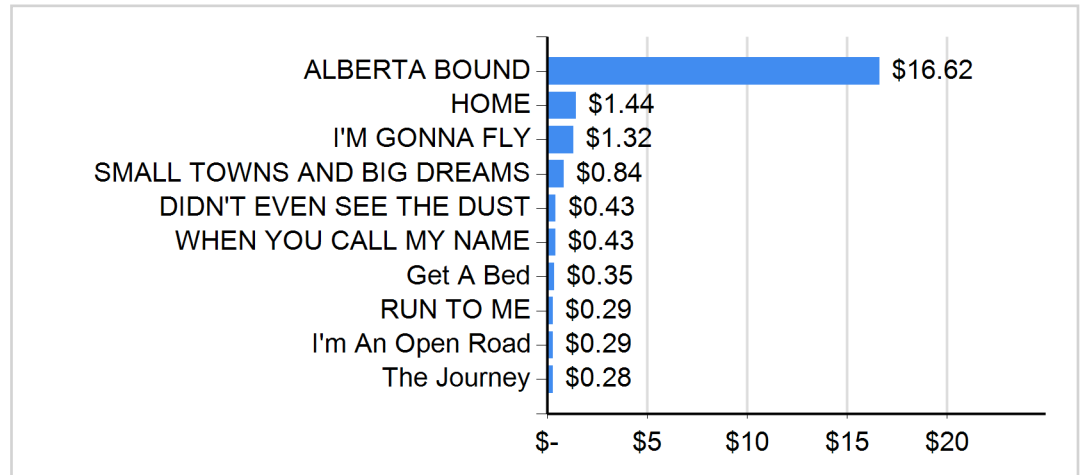 ALBERTA BOUND $16.62
HOME $1.44
I'M GONNA FLY $1.32
SMALL TOWNS AND BIG DREAMS $0.84
DIDN'T EVEN SEE THE DUST $0.43
WHEN YOU CALL MY NAME $0.43
Get A Bed $0.35
RUN TO ME $0.29
I'm An Open Road $0.29
The Journey $0.28
$- $5 $10 $15 $20